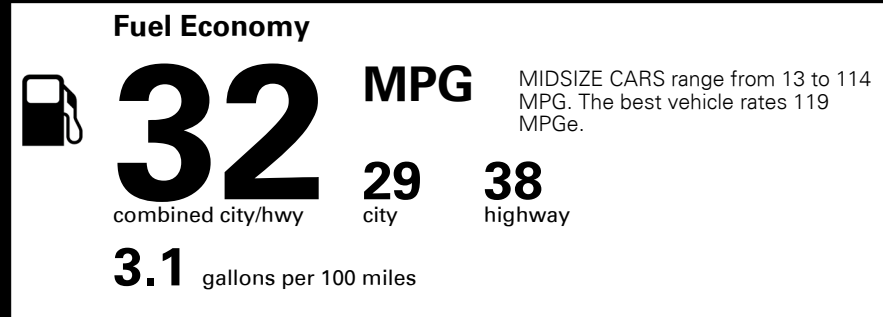 Fuel Economy
32 MPG
MIDSIZE CARS range from 13 to 114
MPG. The best vehicle rates 119
MPGe.
combined city/hwy
29
city
38
highway
3.1 gallons per 100 miles